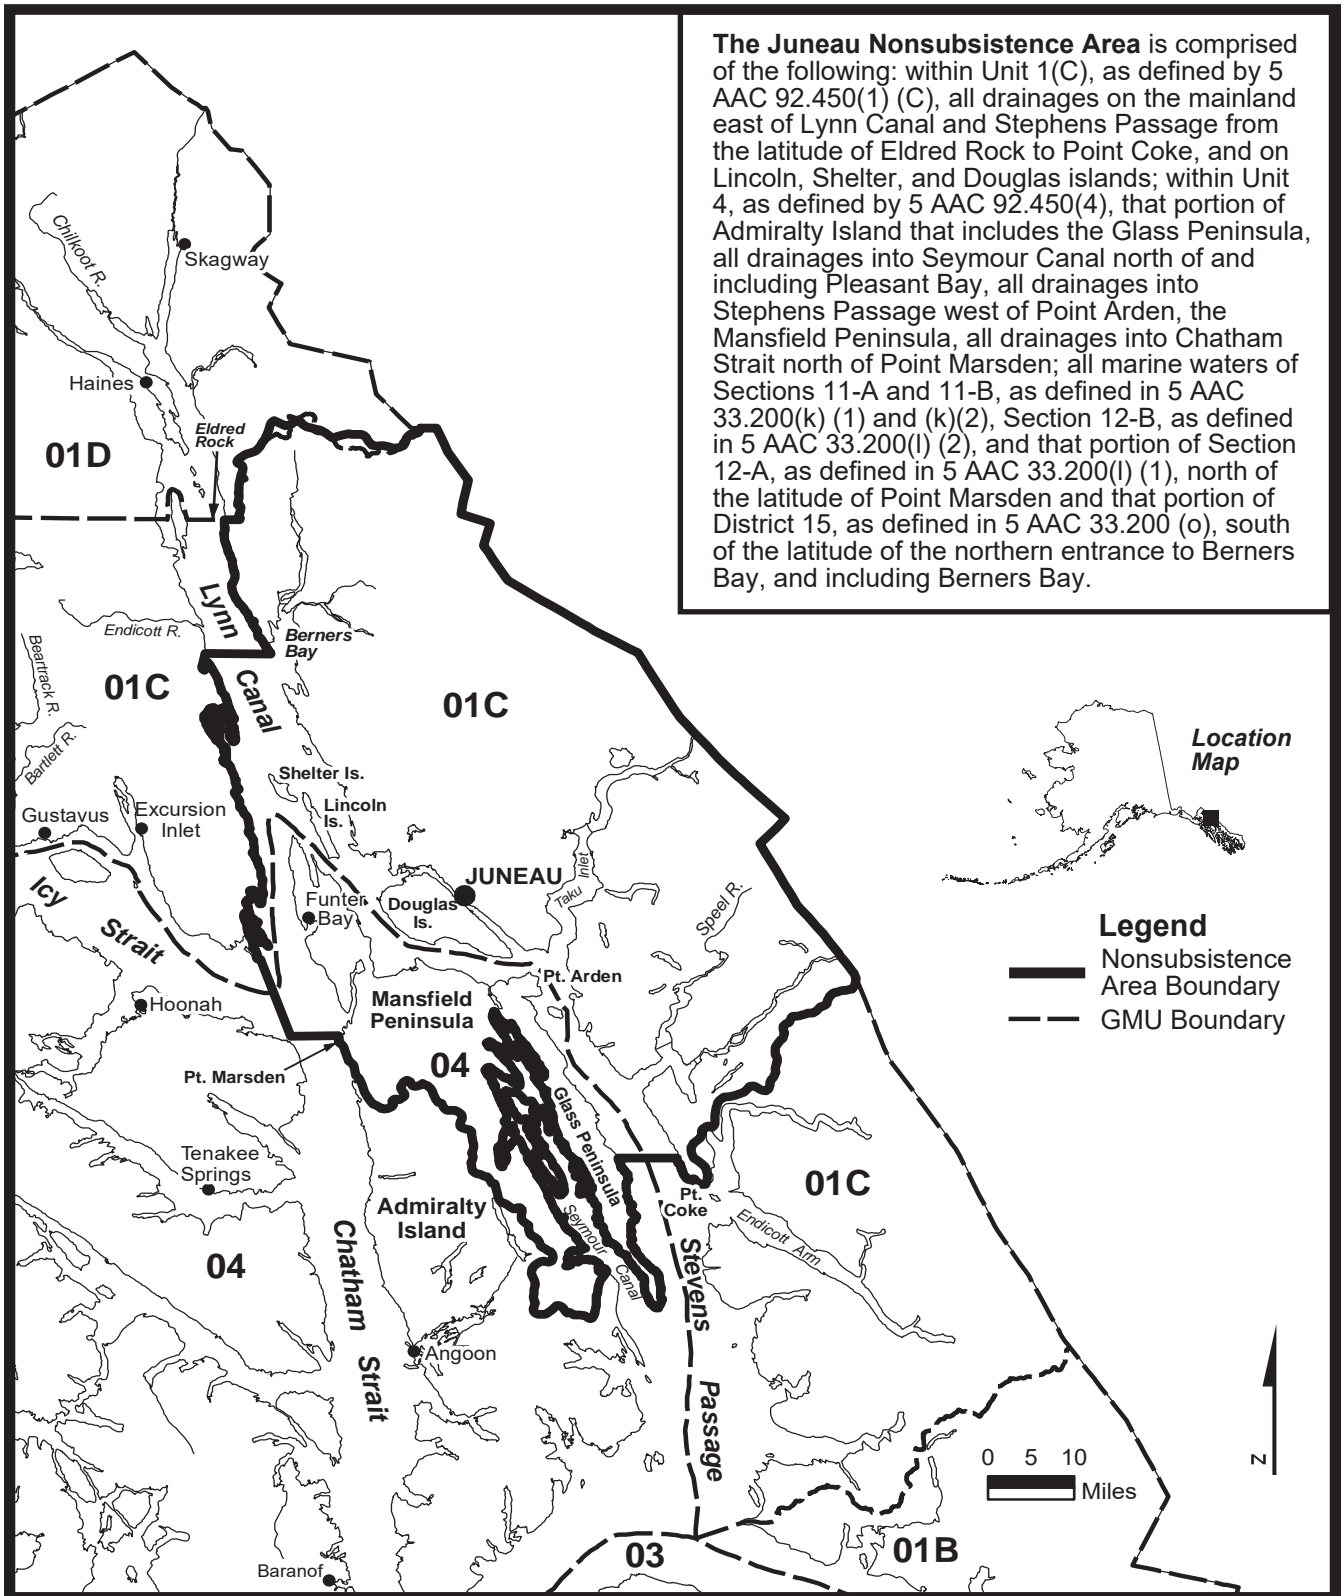 The Juneau Nonsubsistence Area is comprised
of the following: within Unit 1(C), as defined by 5
AAC 92.450(1) (C), all drainages on the mainland
east of Lynn Canal and Stephens Passage from
the latitude of Eldred Rock to Point Coke, and on
Lincoln, Shelter, and Douglas islands; within Unit
4, as defined by 5 AAC 92.450(4), that portion of
Admiralty Island that includes the Glass Peninsula,
all drainages into Seymour Canal north of and
including Pleasant Bay, all drainages into
Stephens Passage west of Point Arden, the
Mansfield Peninsula, all drainages into Chatham
Strait north of Point Marsden; all marine waters of
Sections 11-A and 11-B, as defined in 5 AAC
33.200(k) (1) and (k)(2), Section 12-B, as defined
in 5 AAC 33.200(l) (2), and that portion of Section
12-A, as defined in 5 AAC 33.200(l) (1), north of
the latitude of Point Marsden and that portion of
District 15, as defined in 5 AAC 33.200 (o), south
of the latitude of the northern entrance to Berners
Bay, and including Berners Bay.
Chilkoot R.
Skagway
Haines
Eldred
Rock
01D
Lynn
Canal
Endicott R.
Berners
Bay
Beartrack R.
01C
01C
Bartlett R.
Location
Map
Shelter Is.
Lincoln
Is.
Gustavus
Excursion
Inlet
JUNEAU
Taku Inlet
Icy
Strait
Funter
Bay
Douglas
Is.
Speel R.
Legend
Nonsubsistence
Area Boundary
GMU Boundary
Pt. Arden
Hoonah
Mansfield
Peninsula
04
Pt. Marsden
Glass Peninsula
Tenakee
Springs
Admiralty
Island
Seymour
Canal
Pt.
Coke
01C
Endicott Arm
04
Chatham
Strait
Stevens
Passage
Angoon
0 5 10
Miles
N
Baranof
03
01B